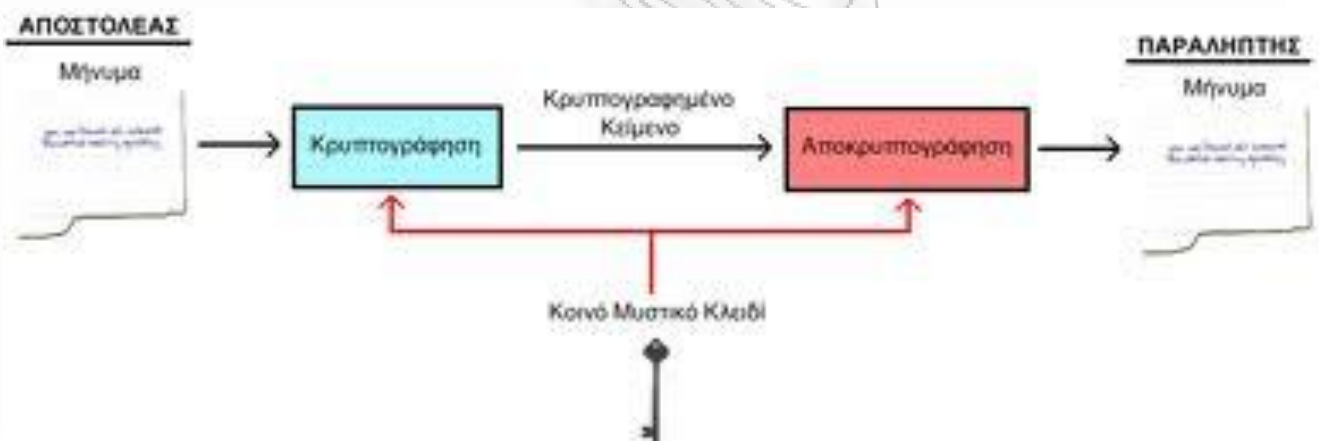 ΑΠΟΣΤΟΛΕΑΣ
Μήνυμα
Κρυπτογράφηση
Κρυπτογραφημένο
Κείμενο
Αποκρυπτογράφηση
ΠΑΡΑΛΗΠΤΗΣ
Μήνυμα
Κοινό Μυστικό Κλειδί